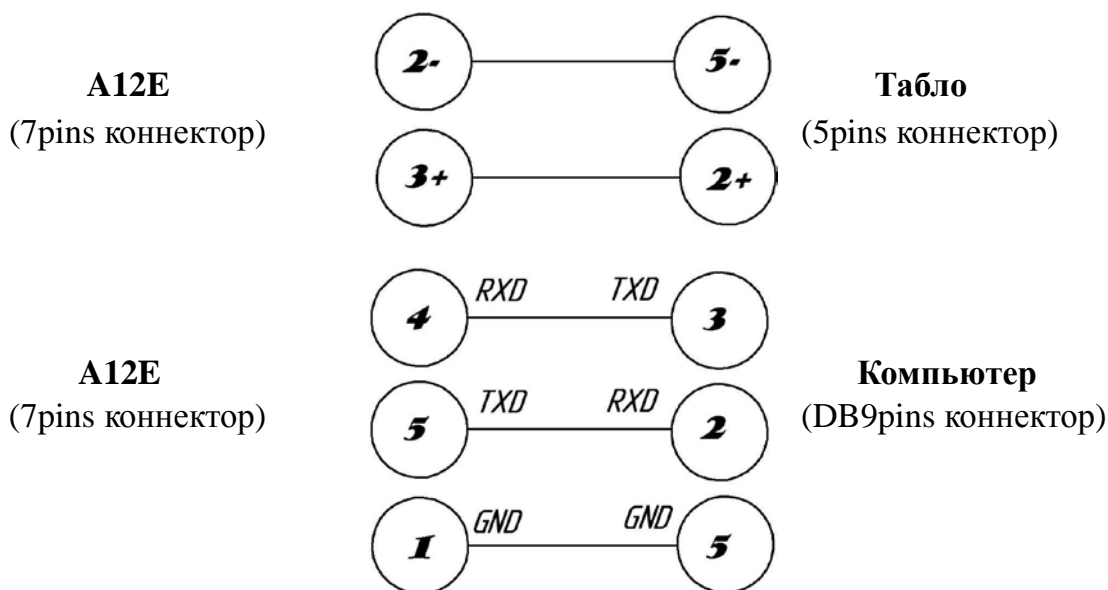 2- 5-
A12E Табло
(7pins коннектор) (5pins коннектор)
3+ 2+
RXD TXD
4 3
A12E Компьютер
(7pins коннектор) (DB9pins коннектор)
TXD RXD
5 2
GND GND
1 5